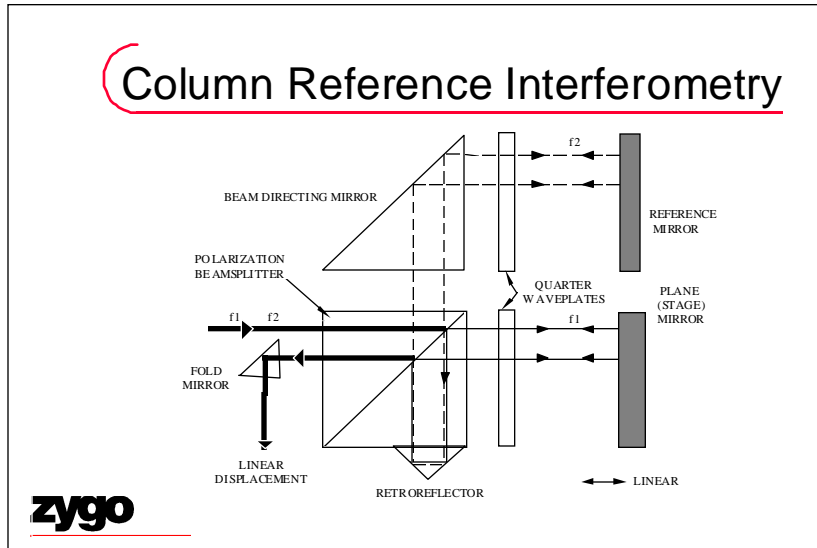 Column Reference Interferometry
f2
BEAM DIRECTING MIRROR
REFERENCE
MIRROR
POLARIZATION
BEAMSPLITTER
QUARTER
WAVEPLATES
PLANE
(STAGE)
MIRROR
f1 f2
f1
FOLD
MIRROR
LINEAR
DISPLACEMENT
RETROREFLECTOR
LINEAR
zygo